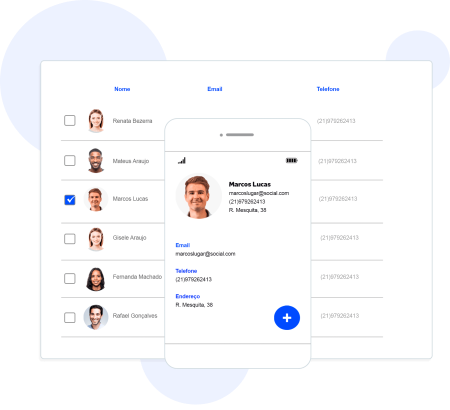 Nome Email Telefone
Renata Bezerra (21)979262413
Mateus Araujo (21)979262413
Marcos Lucas (21)979262413
Gisele Araujo (21)979262413
Fernanda Machado (21)979262413
Rafael Gonçalves (21)979262413
Marcos Lucas
marcoslugar@social.com
(21)979262413
R. Mesquita, 38
Email
marcoslugar@social.com
Telefone
(21)979262413
Endereço
R. Mesquita, 38